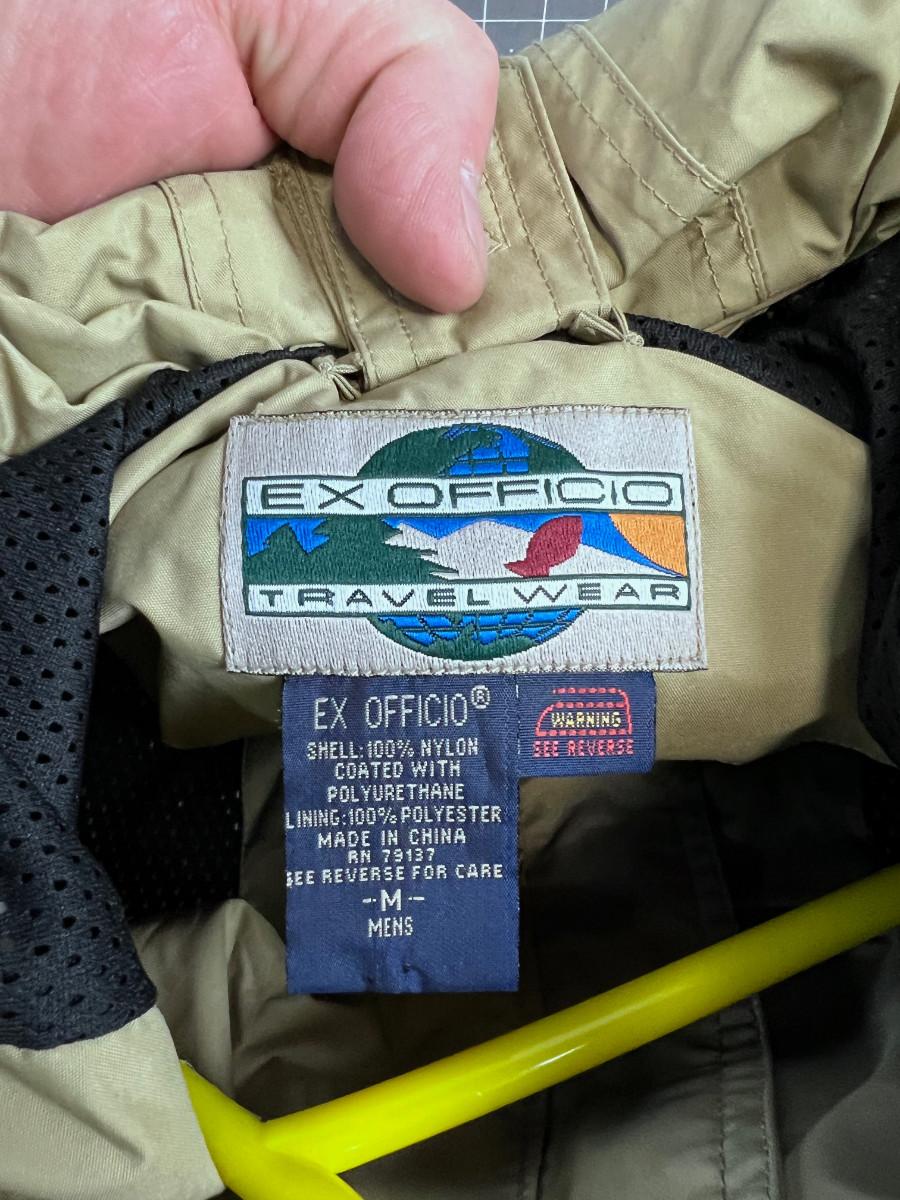 EX OFFICIO
TRAVEL WEAR
EX OFFICIO®
SHELL:100% NYLON
COATED WITH
POLYURETHANE
LINING:100% POLYESTER
MADE IN CHINA
RN 79137
SEE REVERSE FOR CARE
-M-
MENS
WARNING
SEE REVERSE